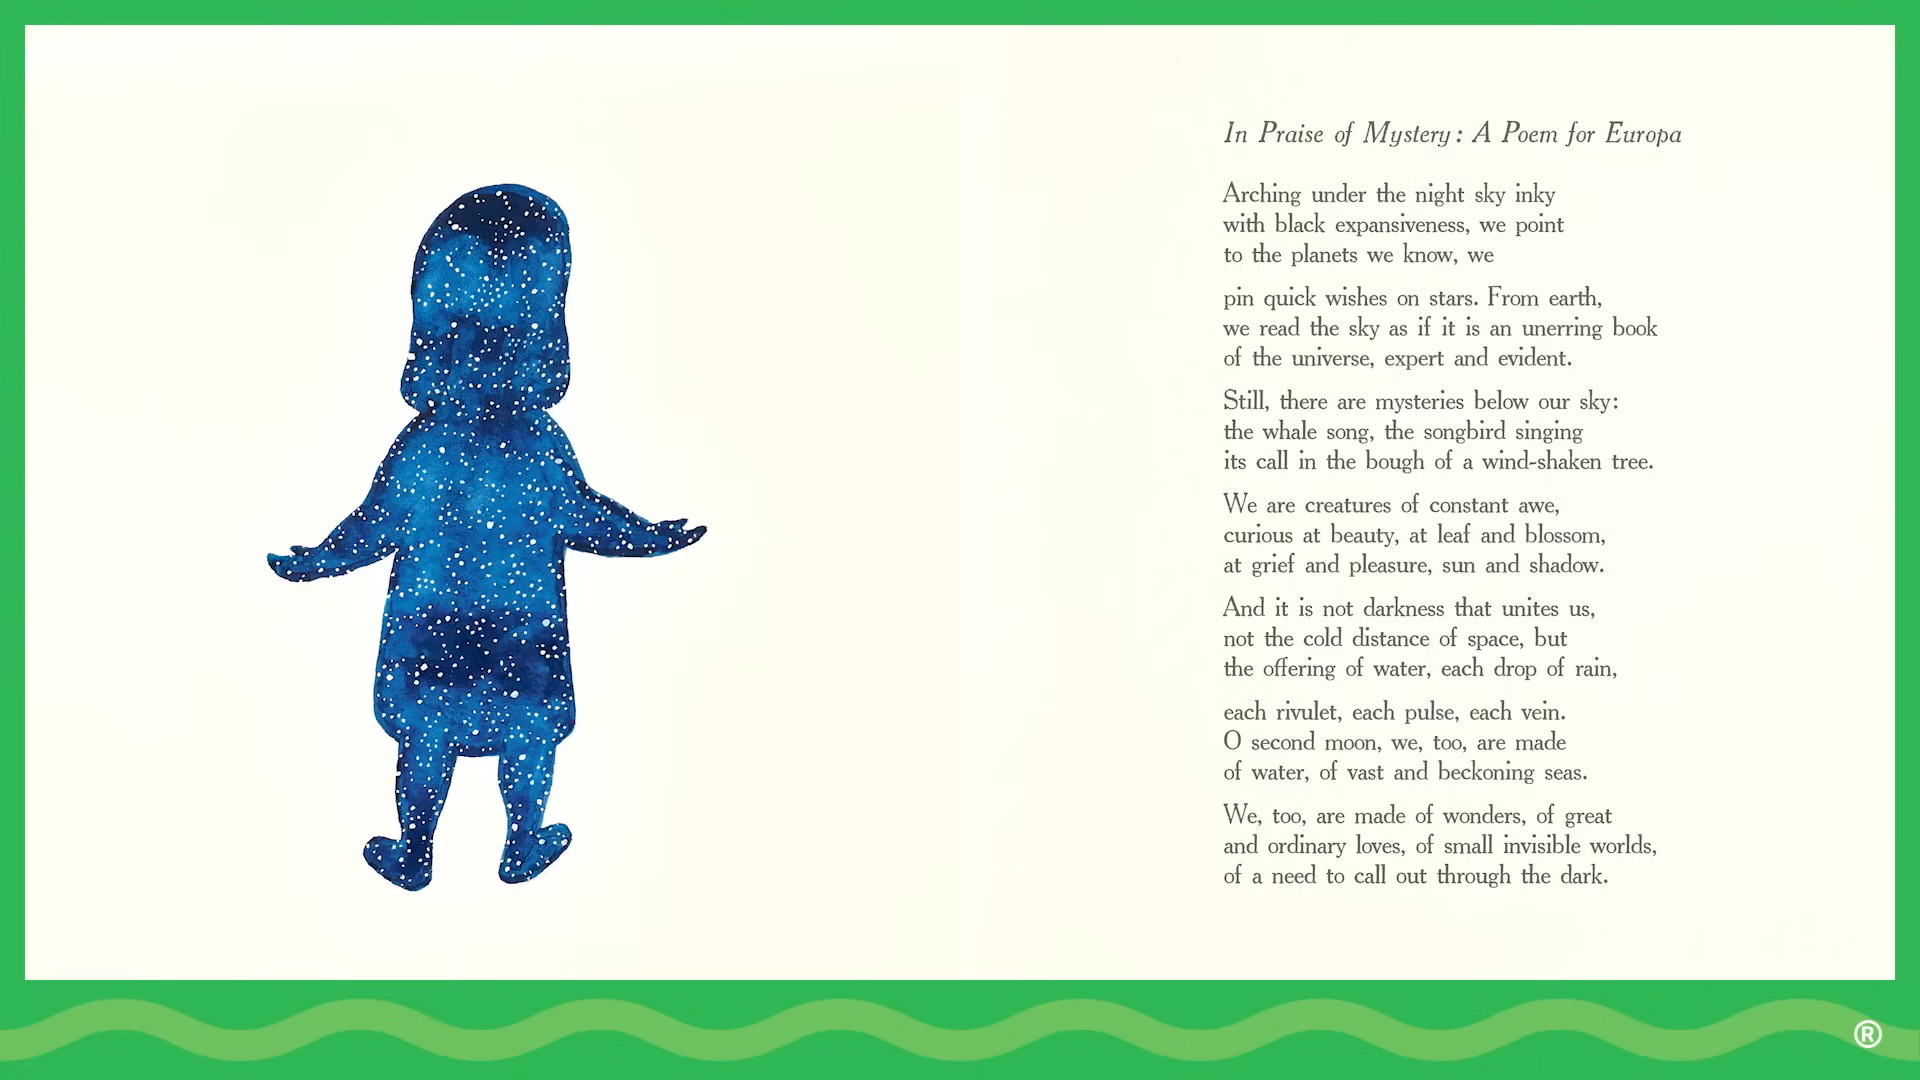 In Praise of Mystery: A Poem for Europa
Arching under the night sky inky
with black expansiveness, we point
to the planets we know, we
pin quick wishes on stars. From earth,
we read the sky as if it is an unerring book
of the universe, expert and evident.
Still, there are mysteries below our sky:
the whale song, the songbird singing
its call in the bough of a wind-shaken tree.
We are creatures of constant awe,
curious at beauty, at leaf and blossom,
at grief and pleasure, sun and shadow.
And it is not darkness that unites us,
not the cold distance of space, but
the offering of water, each drop of rain,
each rivulet, each pulse, each vein.
O second moon, we, too, are made
of water, of vast and beckoning seas.
We, too, are made of wonders, of great
and ordinary loves, of small invisible worlds,
of a need to call out through the dark.
®